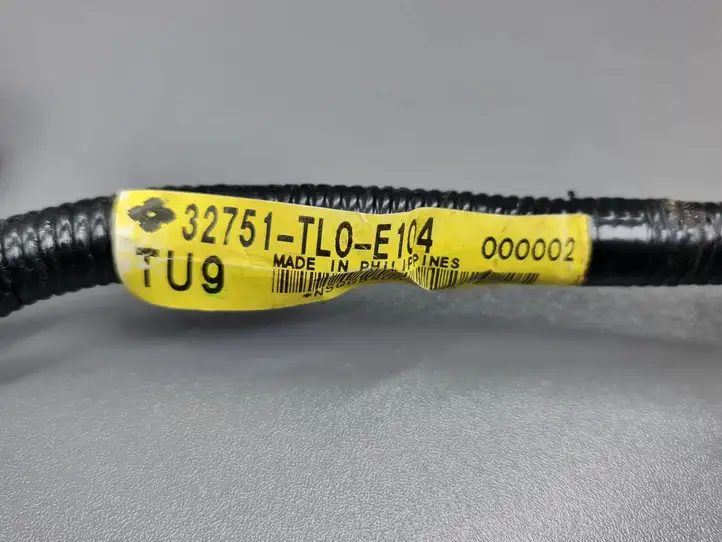 32751-TL0-E104 000002
TU9 MADE IN PHILIPPINES